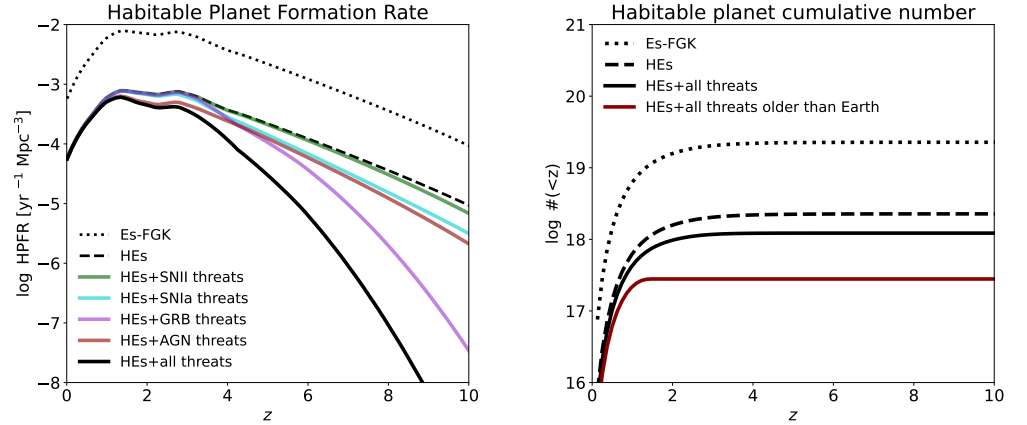 Habitable Planet Formation Rate
log HPFR [yr⁻¹ Mpc⁻³]
−2
−3
−4
−5
−6
−7
−8
Es-FGK
HEs
HEs+SNII threats
HEs+SNIa threats
HEs+GRB threats
HEs+AGN threats
HEs+all threats
0 2 4 6 8 10
z
Habitable planet cumulative number
log #(<z)
21
20
19
18
17
16
Es-FGK
HEs
HEs+all threats
HEs+all threats older than Earth
0 2 4 6 8 10
z